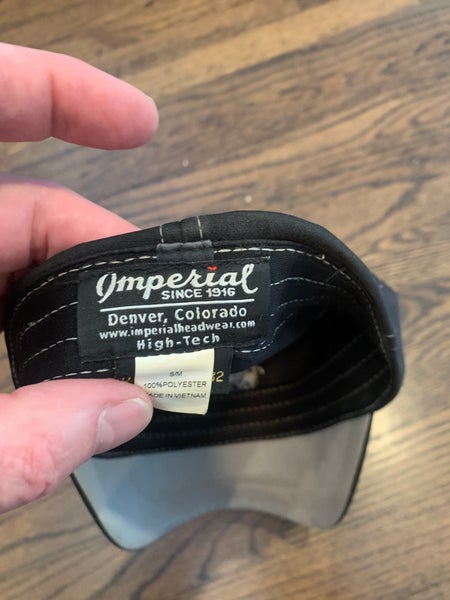 Imperial
SINCE 1916
Denver, Colorado
www.imperialheadwear.com
High-Tech
S/M
100%POLYESTER
MADE IN VIETNAM